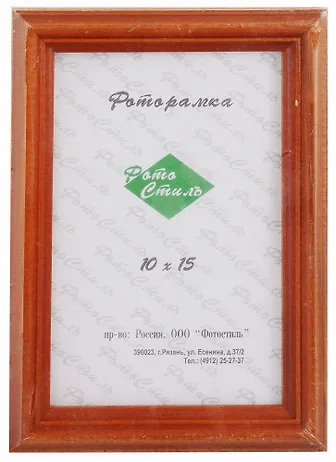 Фоторамка
Фото
Стиль
10 x 15
пр-во: Россия, ООО "Фотостиль"
390023, г.Рязань, ул. Есенина, д.37/2
Тел.: (4912) 25-27-37